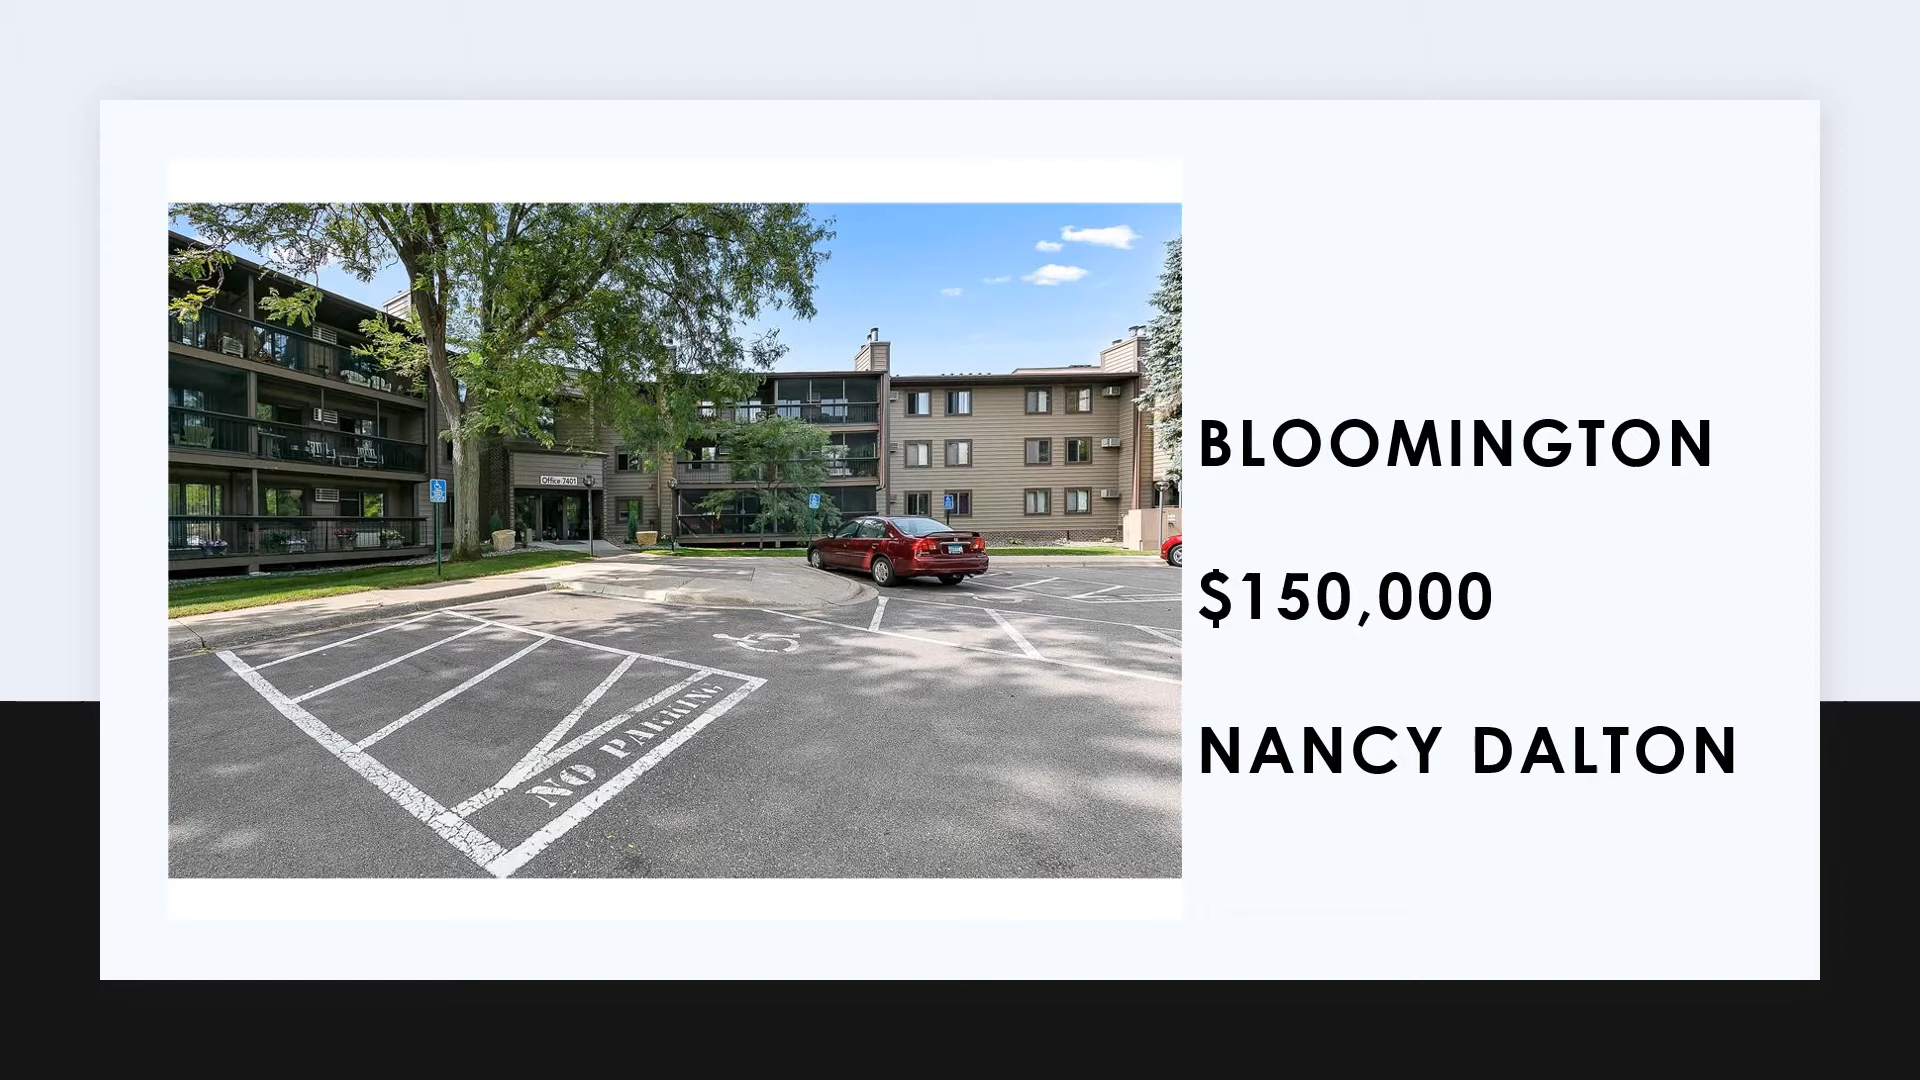 Office 7401
NO PARKING
BLOOMINGTON
$150,000
NANCY DALTON